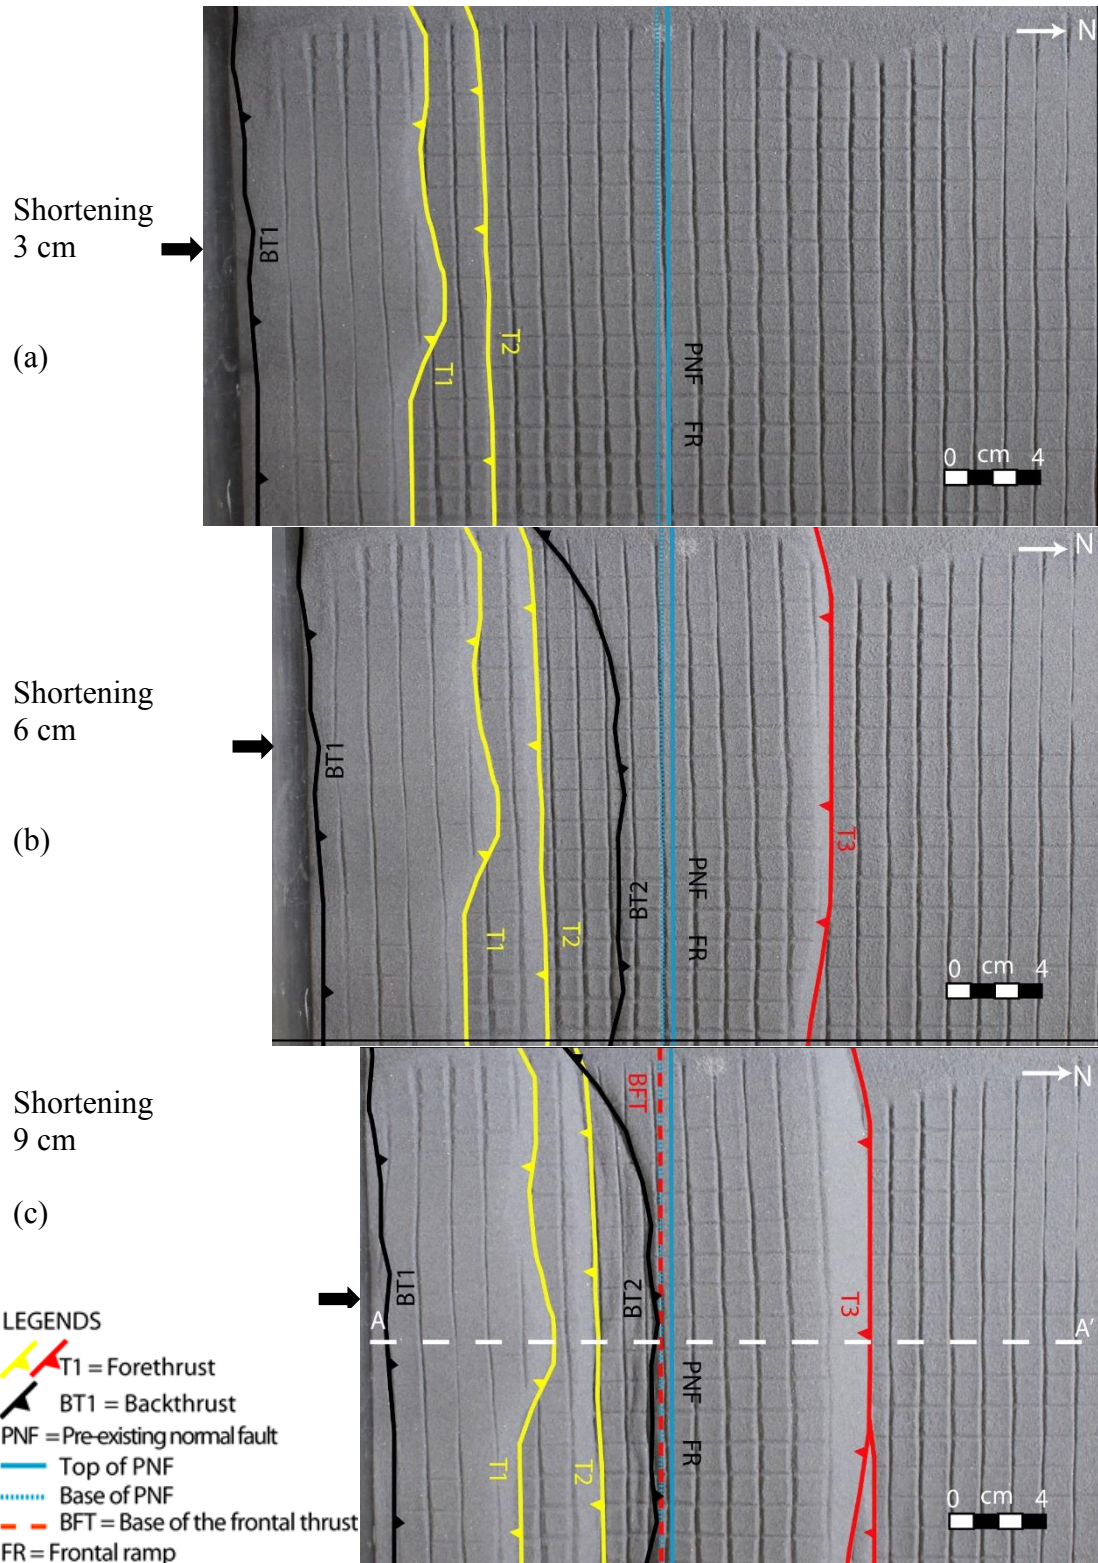 N
Shortening
3 cm
BT1
T2
PNF
T1
(a)
FR
0 cm 4
N
Shortening
6 cm
BT1
(b)
T3
PNF
BT2
T1
T2
FR
0 cm 4
N
Shortening
9 cm
BFT
(c)
BT1
BT2
T3
A
A'
PNF
FR
T1
T2
0 cm 4
LEGENDS
T1 = Forethrust
BT1 = Backthrust
PNF = Pre-existing normal fault
Top of PNF
Base of PNF
BFT = Base of the frontal thrust
FR = Frontal ramp